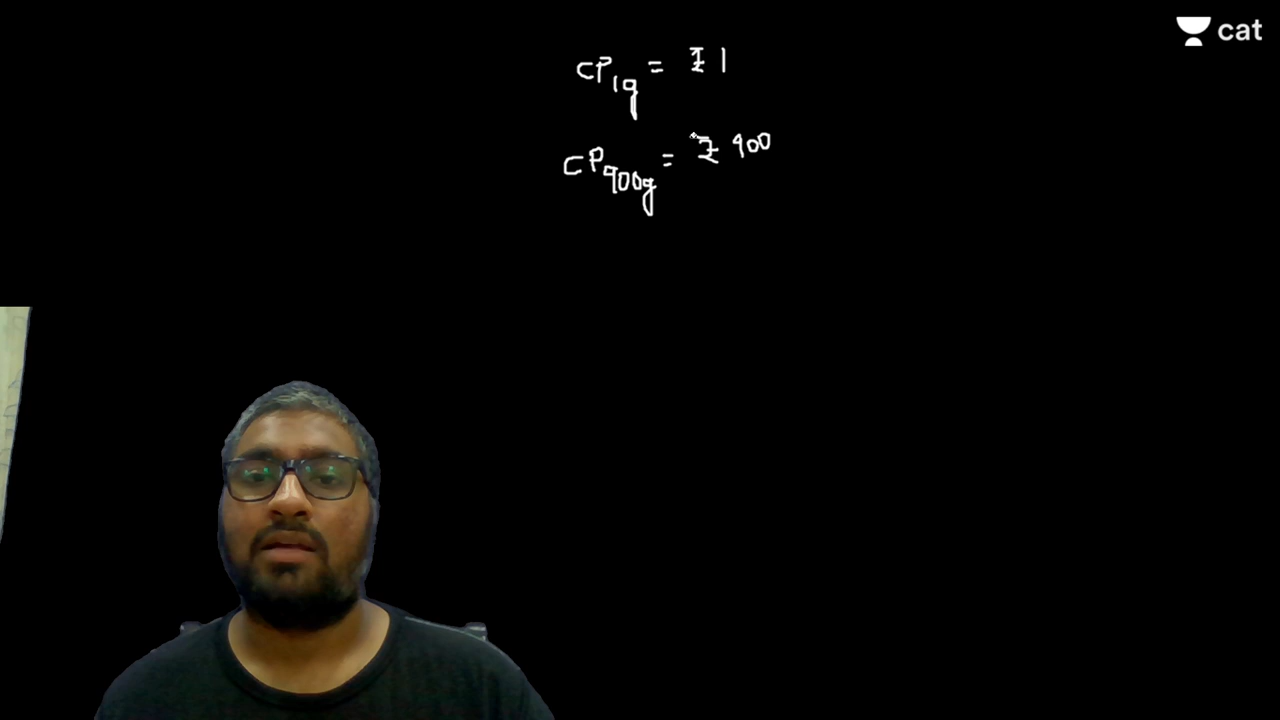 cat
CP1g = ₹ 1
CP900g = ₹ 900